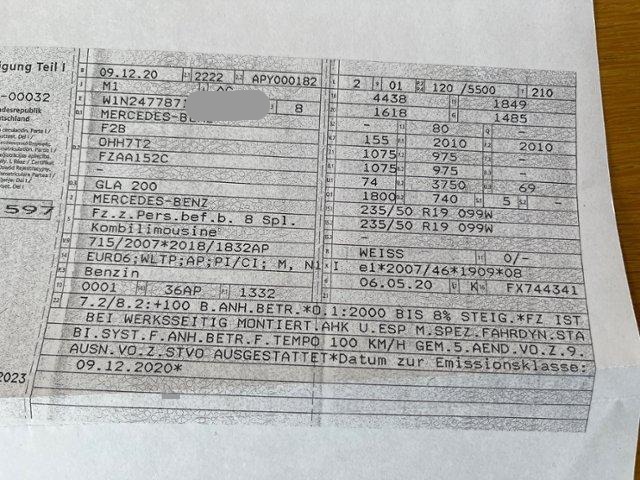 igung Teil I
-00032
desrepublik
utschland
597
2023
09.12.20 2222 APY000182
M1 AC
W1N2477871 8
MERCEDES-BENZ
F2B
OHH7T2
FZAA152C
–
GLA 200
MERCEDES-BENZ
Fz.z.Pers.bef.b. 8 Spl.
Kombilimousine
715/2007*2018/1832AP
EURO6;WLTP;AP;PI/CI; M, N1 I
Benzin
0001 36AP 1332
2 01 120 /5500 210
4438 1849
1618 1485
– 80 –
155 2010 2010
1075 975 –
1075 975 –
74 3750 69
1800 740 5 –
235/50 R19 099W
235/50 R19 099W
WEISS 0/–
e1*2007/46*1909*08
06.05.20 K FX744341
7.2/8.2:+100 B.ANH.BETR.*O.1:2000 BIS 8% STEIG.*FZ IST
BEI WERKSSEITIG MONTIERT.AHK U.ESP M.SPEZ.FAHRDYN.STA
BI.SYST.F.ANH.BETR.F.TEMPO 100 KM/H GEM.5.AEND.VO.Z.9.
AUSN.VO.Z.STVO AUSGESTATTET*Datum zur Emissionsklasse:
09.12.2020*